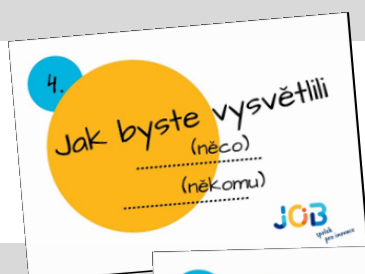 4.
Jak byste vysvětlili
(něco)
(někomu)
JOB
spolek
pro inovace